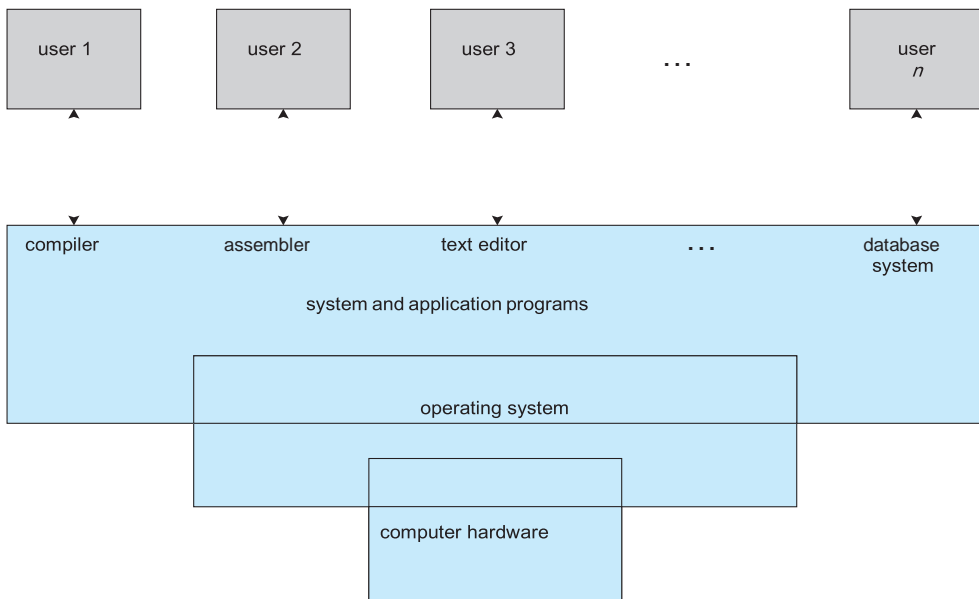 user 1
user 2
user 3
...
user
n
compiler
assembler
text editor
...
database
system
system and application programs
operating system
computer hardware